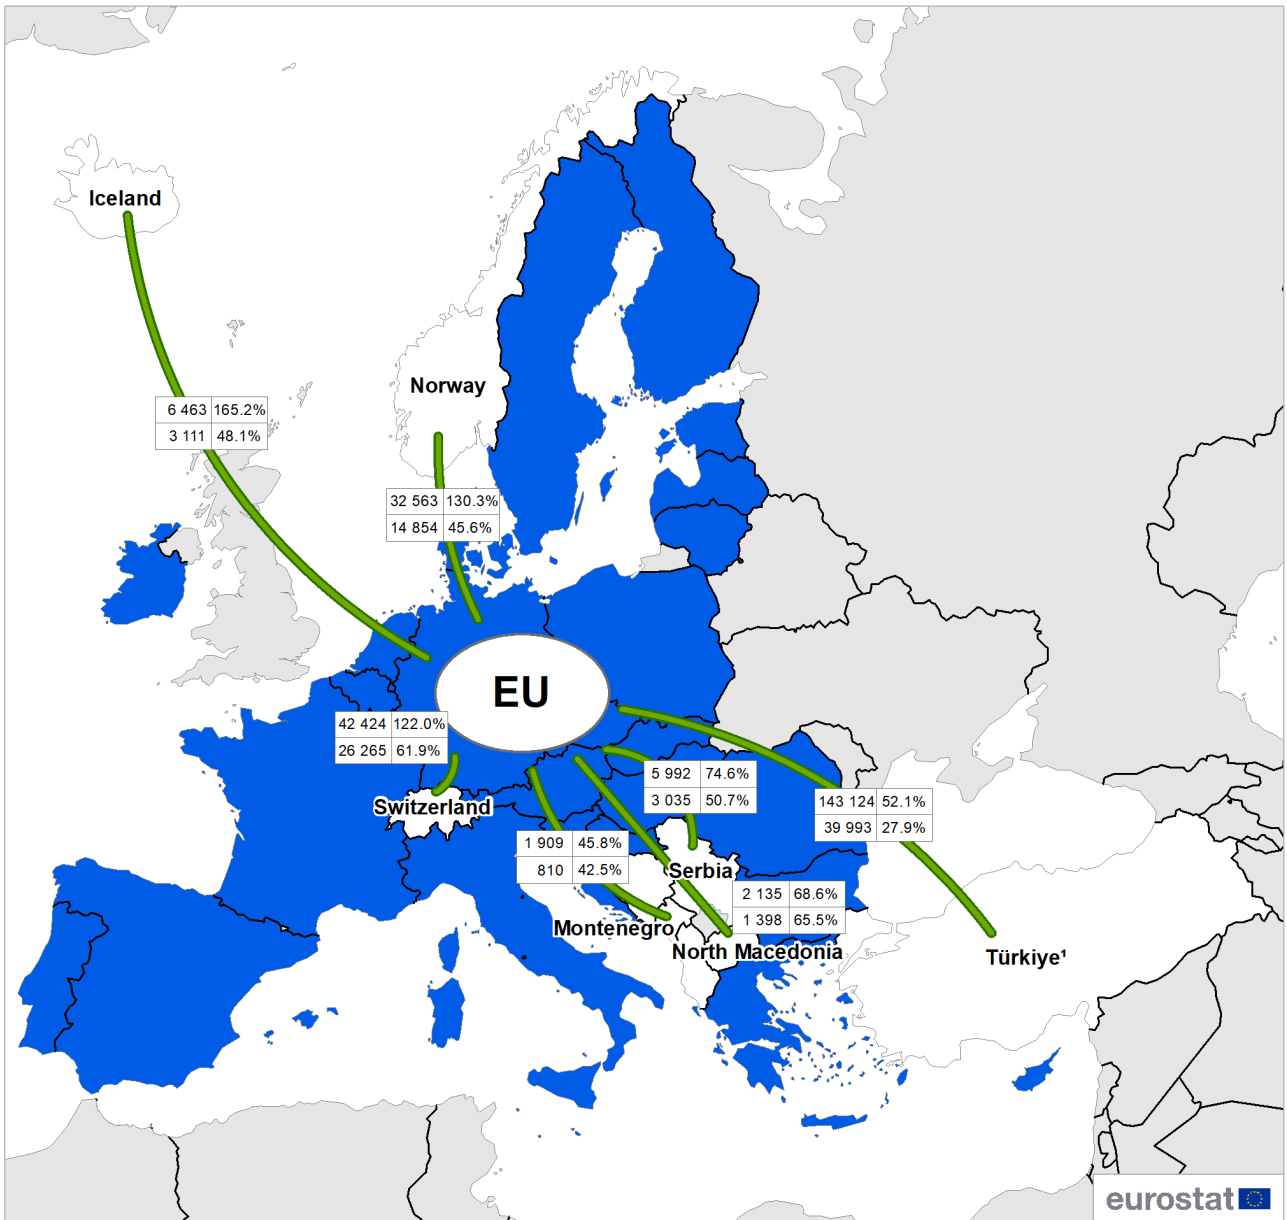 Iceland
Norway
6 463 165.2%
3 111 48.1%
32 563 130.3%
14 854 45.6%
EU
42 424 122.0%
26 265 61.9%
5 992 74.6%
3 035 50.7%
143 124 52.1%
39 993 27.9%
Switzerland
1 909 45.8%
810 42.5%
Serbia
2 135 68.6%
1 398 65.5%
Montenegro
North Macedonia
Türkiye¹
eurostat